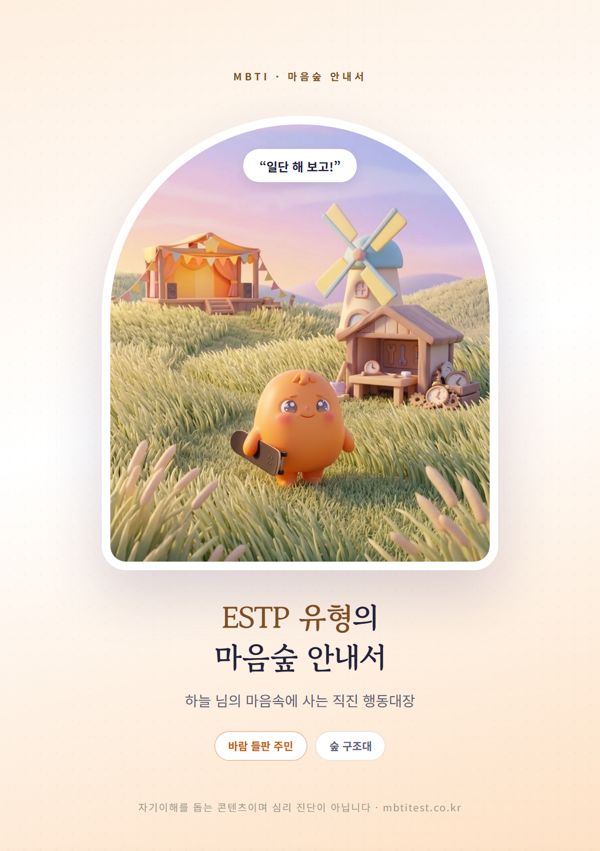 MBTI · 마음숲 안내서
“일단 해 보고!”
ESTP 유형의
마음숲 안내서
하늘 님의 마음속에 사는 직진 행동대장
바람 들판 주민 숲 구조대
자기이해를 돕는 콘텐츠이며 심리 진단이 아닙니다 · mbtitest.co.kr